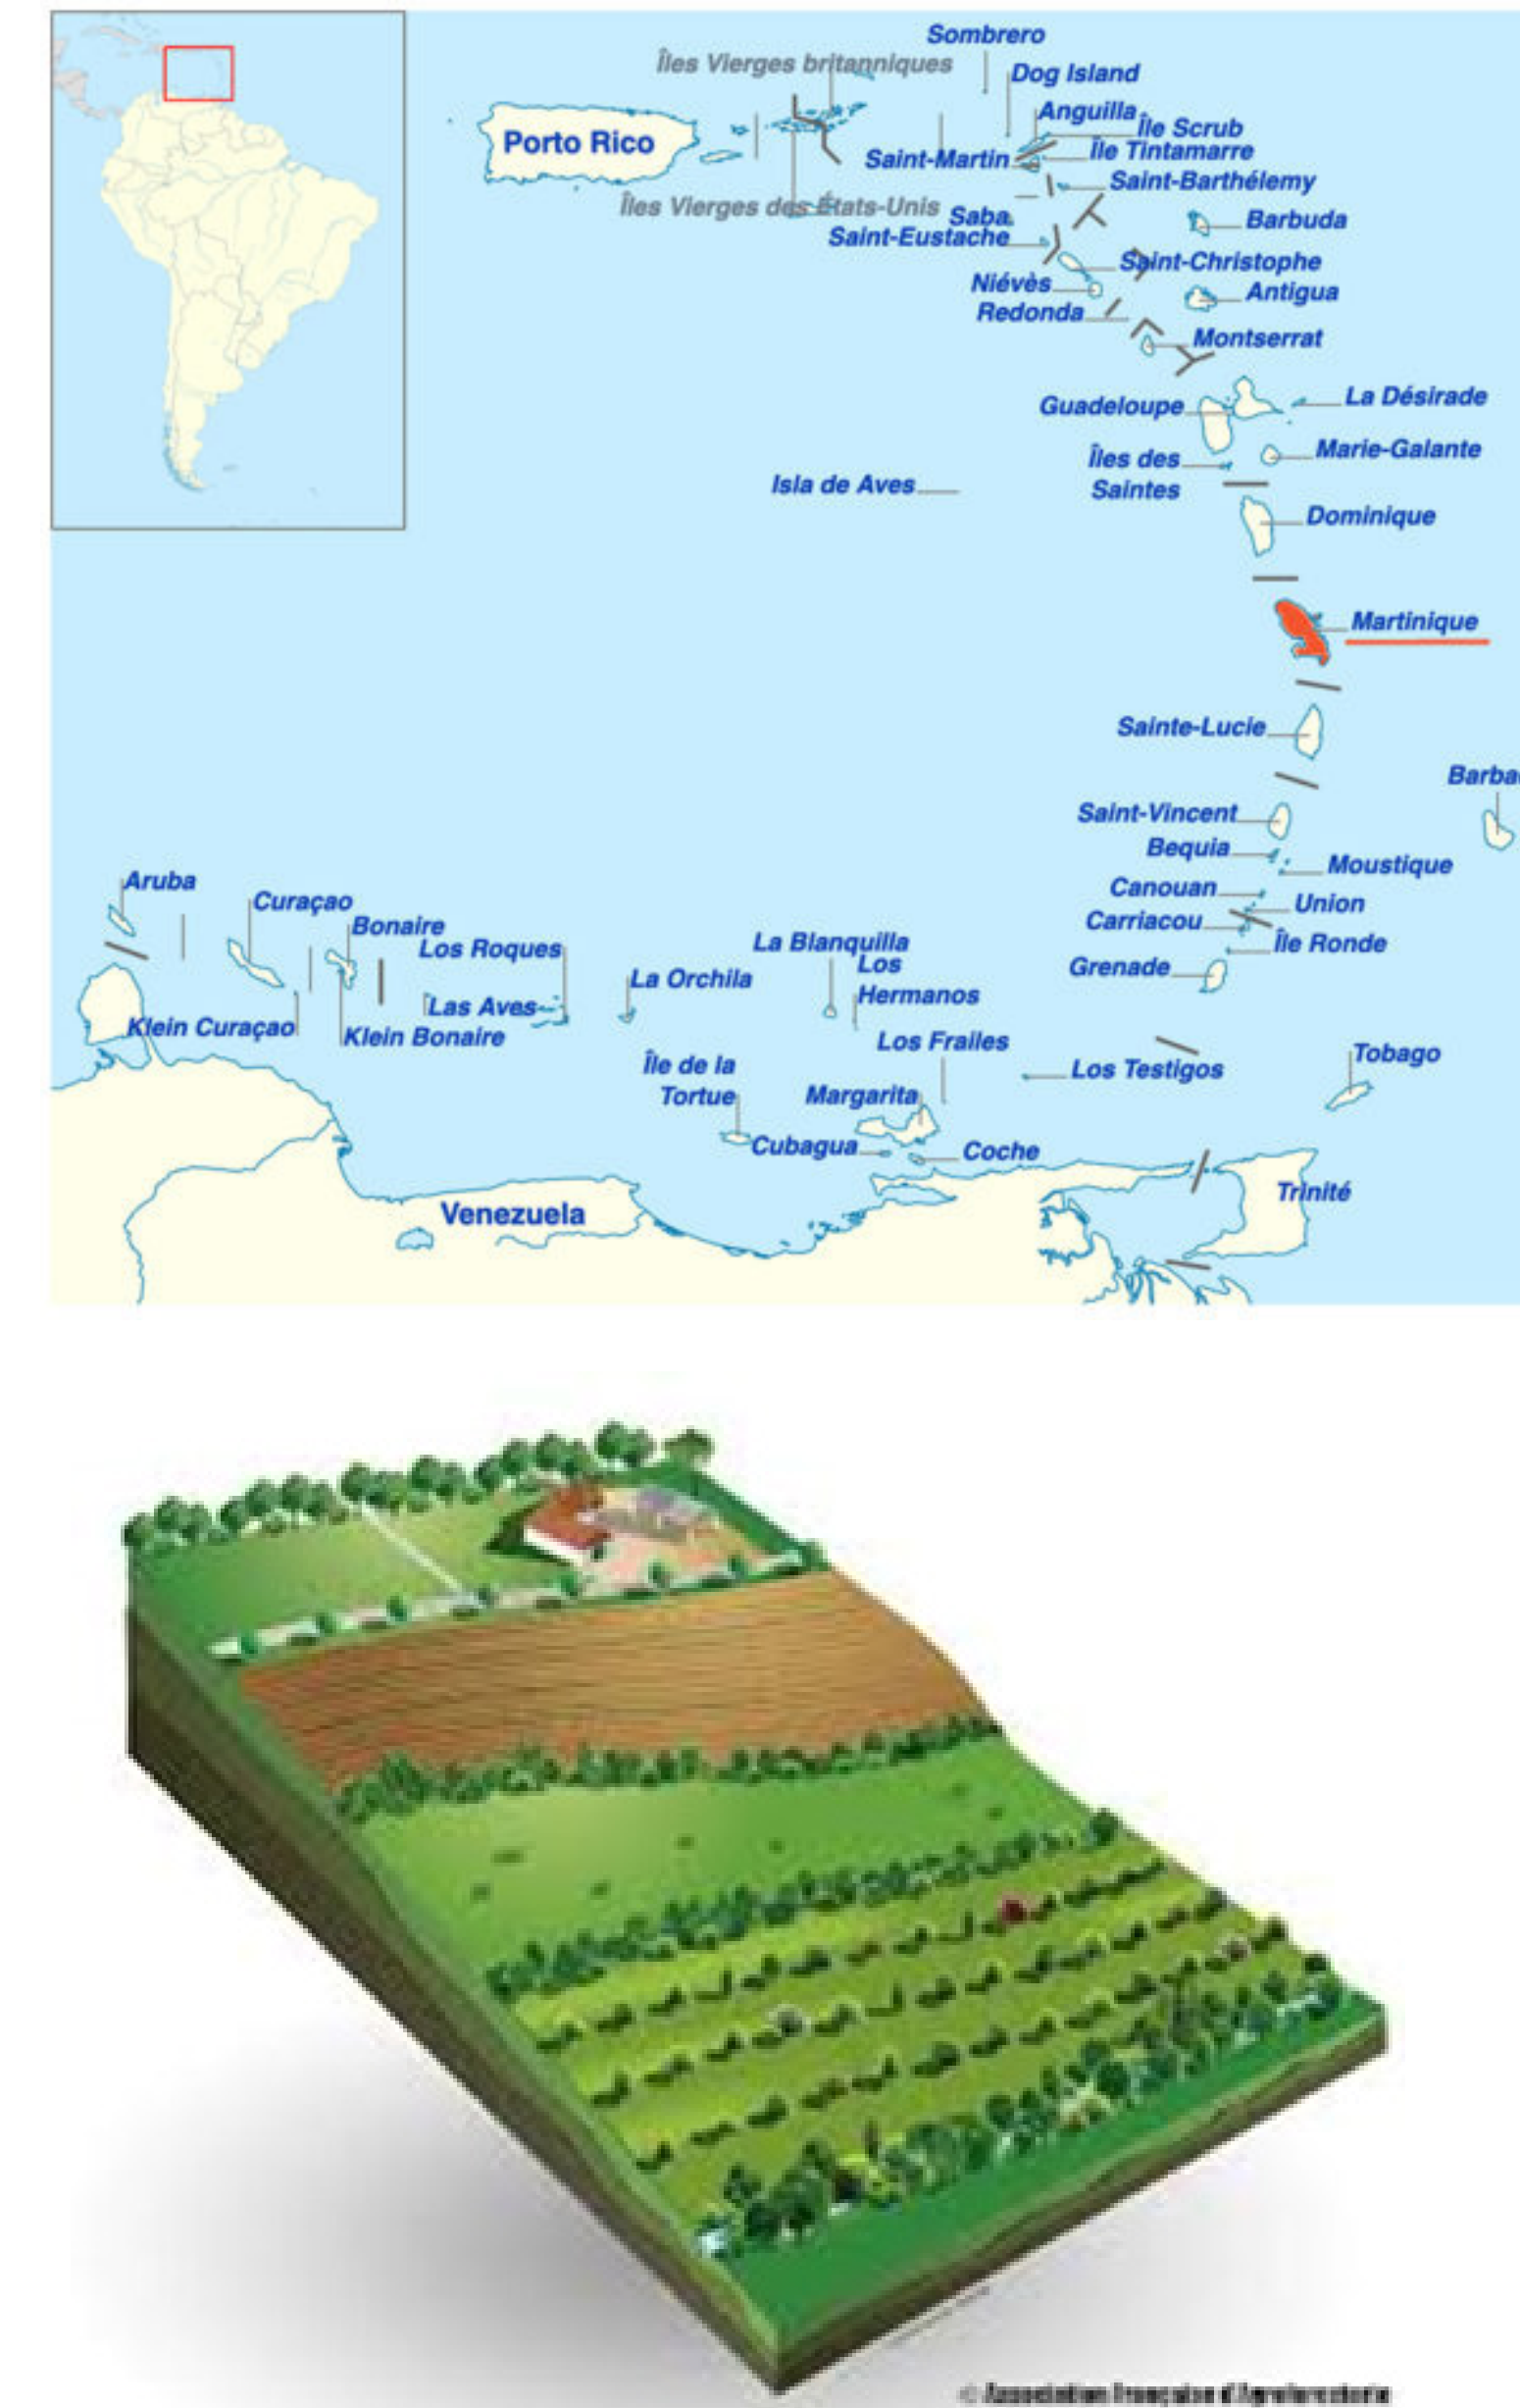 Sombrero
Îles Vierges britanniques
Dog Island
Anguilla
Île Scrub
Porto Rico
Île Tintamarre
Saint-Martin
Saint-Barthélemy
Îles Vierges des États-Unis
Saba
Barbuda
Saint-Eustache
Saint-Christophe
Niévès
Antigua
Redonda
Montserrat
Guadeloupe
La Désirade
Marie-Galante
Îles des
Saintes
Isla de Aves
Dominique
Martinique
Sainte-Lucie
Barba
Saint-Vincent
Bequia
Moustique
Aruba
Canouan
Curaçao
Union
Carriacou
Bonaire
La Blanquilla
Île Ronde
Los Roques
Los
Hermanos
Grenade
La Orchila
Las Aves
Klein Curaçao
Klein Bonaire
Los Frailes
Tobago
Île de la
Tortue
Los Testigos
Margarita
Cubagua
Coche
Trinité
Venezuela
© Association Française d'Agroforesterie